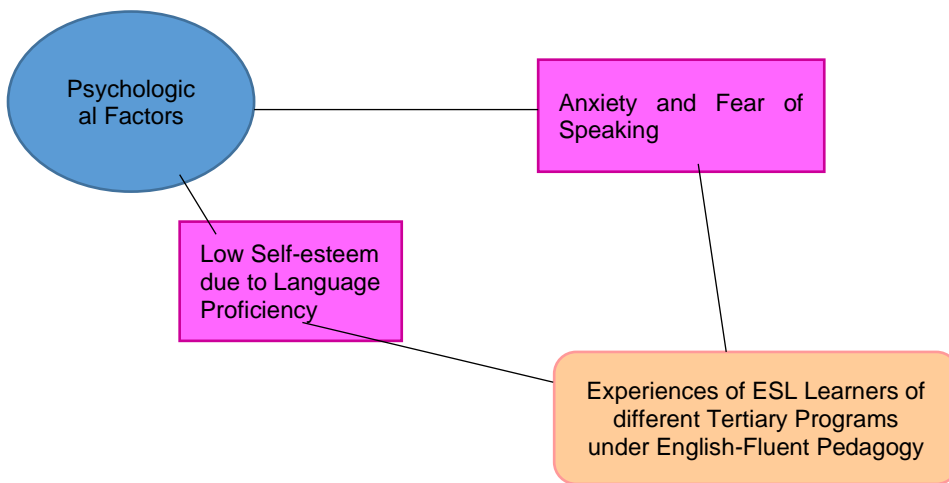 Psychologic
al Factors
Anxiety and Fear of
Speaking
Low Self-esteem
due to Language
Proficiency
Experiences of ESL Learners of
different Tertiary Programs
under English-Fluent Pedagogy